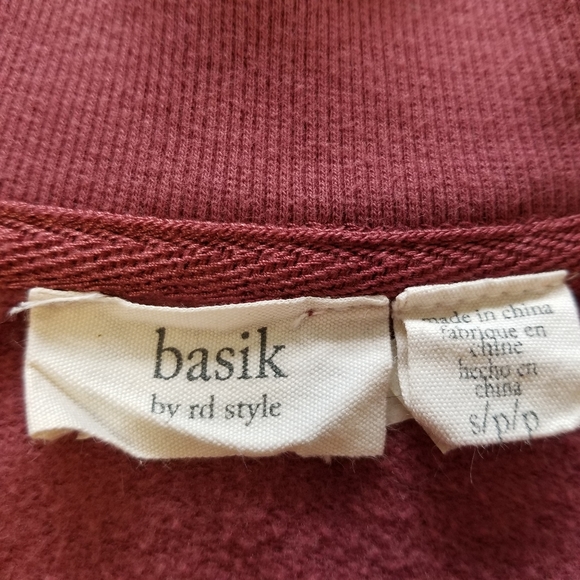 basik
by rd style
made in china
fabrique en
chine
hecho en
china
s/p/p